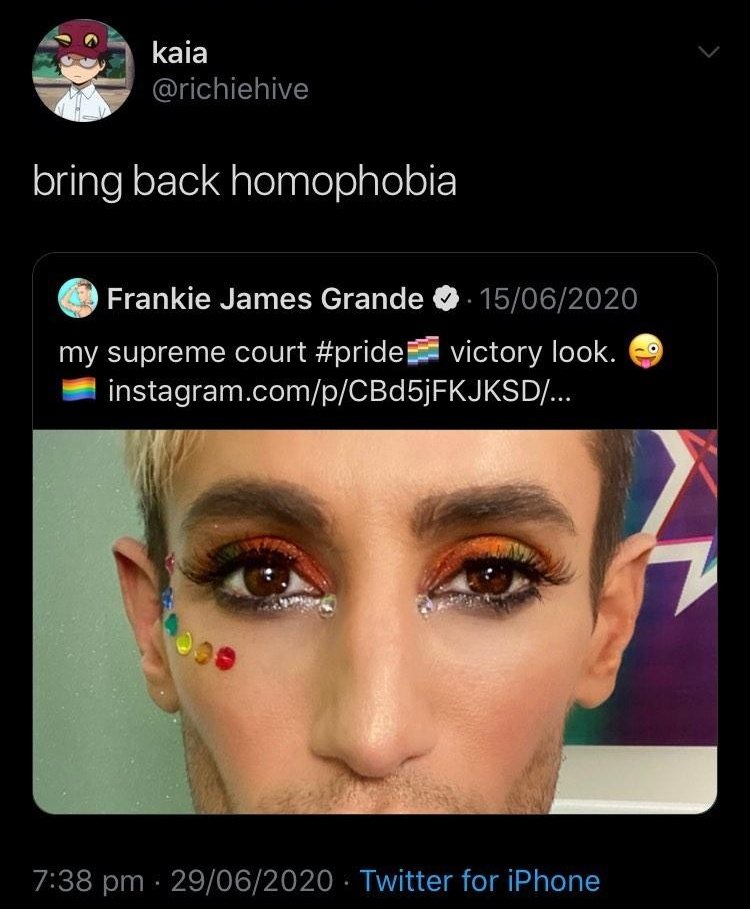 kaia
@richiehive
bring back homophobia
Frankie James Grande · 15/06/2020
my supreme court #pride🏳️‍🌈🏳️‍🌈 victory look. 😜
🏳️‍🌈 instagram.com/p/CBd5jFKJKSD/...
7:38 pm · 29/06/2020 · Twitter for iPhone